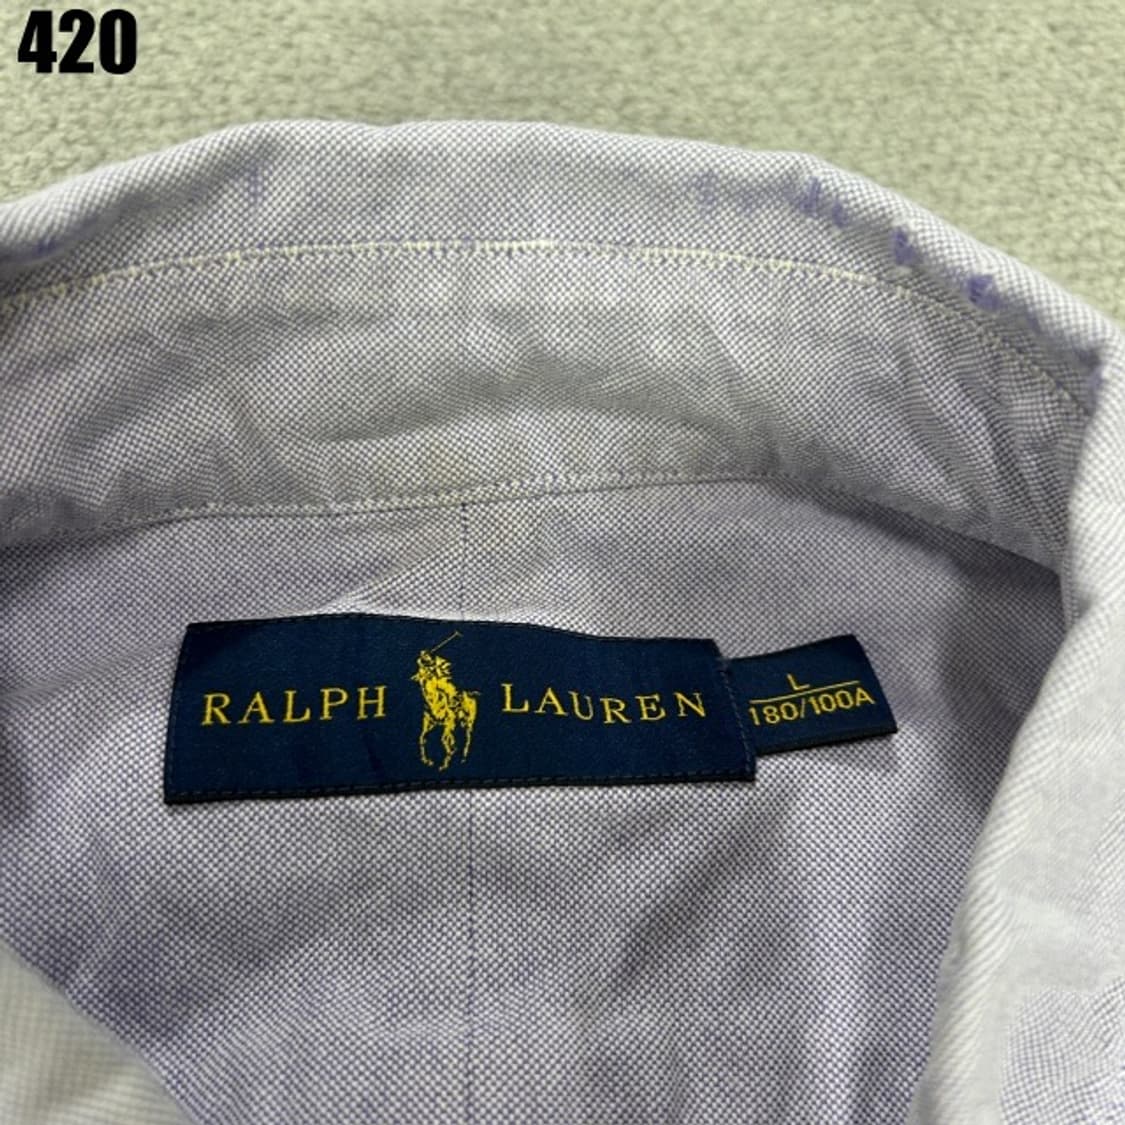 420
RALPH LAUREN
L
180/100A